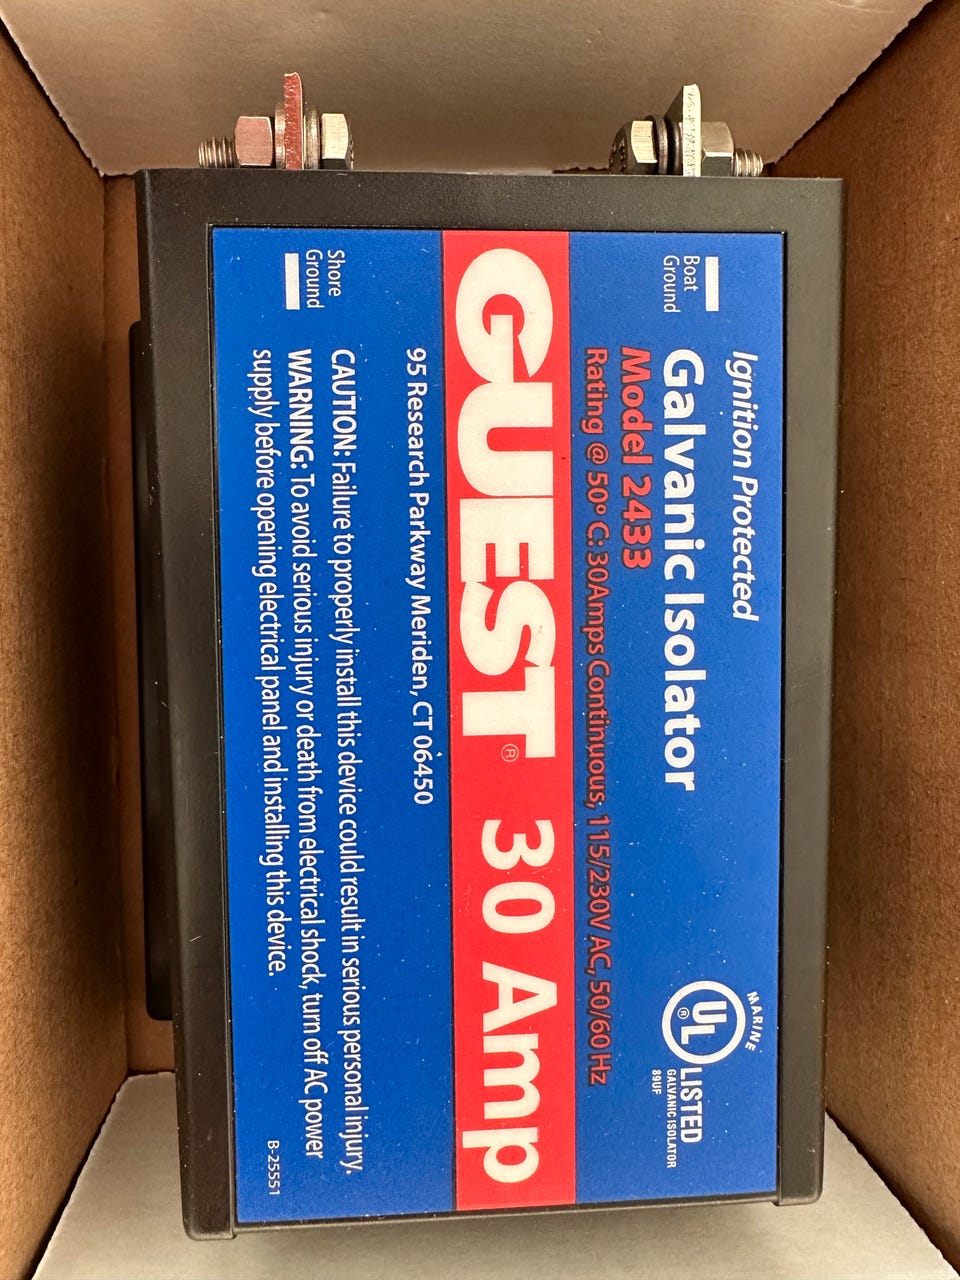 Boat
Ground
Ignition Protected
Galvanic Isolator
Model 2433
Rating @ 50º C: 30Amps Continuous, 115/230V AC, 50/60 Hz
MARINE
UL
®
LISTED
GALVANIC ISOLATOR
89UF
GUEST® 30 Amp
95 Research Parkway Meriden, CT 06450
Shore
Ground
CAUTION: Failure to properly install this device could result in serious personal injury.
WARNING: To avoid serious injury or death from electrical shock, turn off AC power
supply before opening electrical panel and installing this device.
B-25551